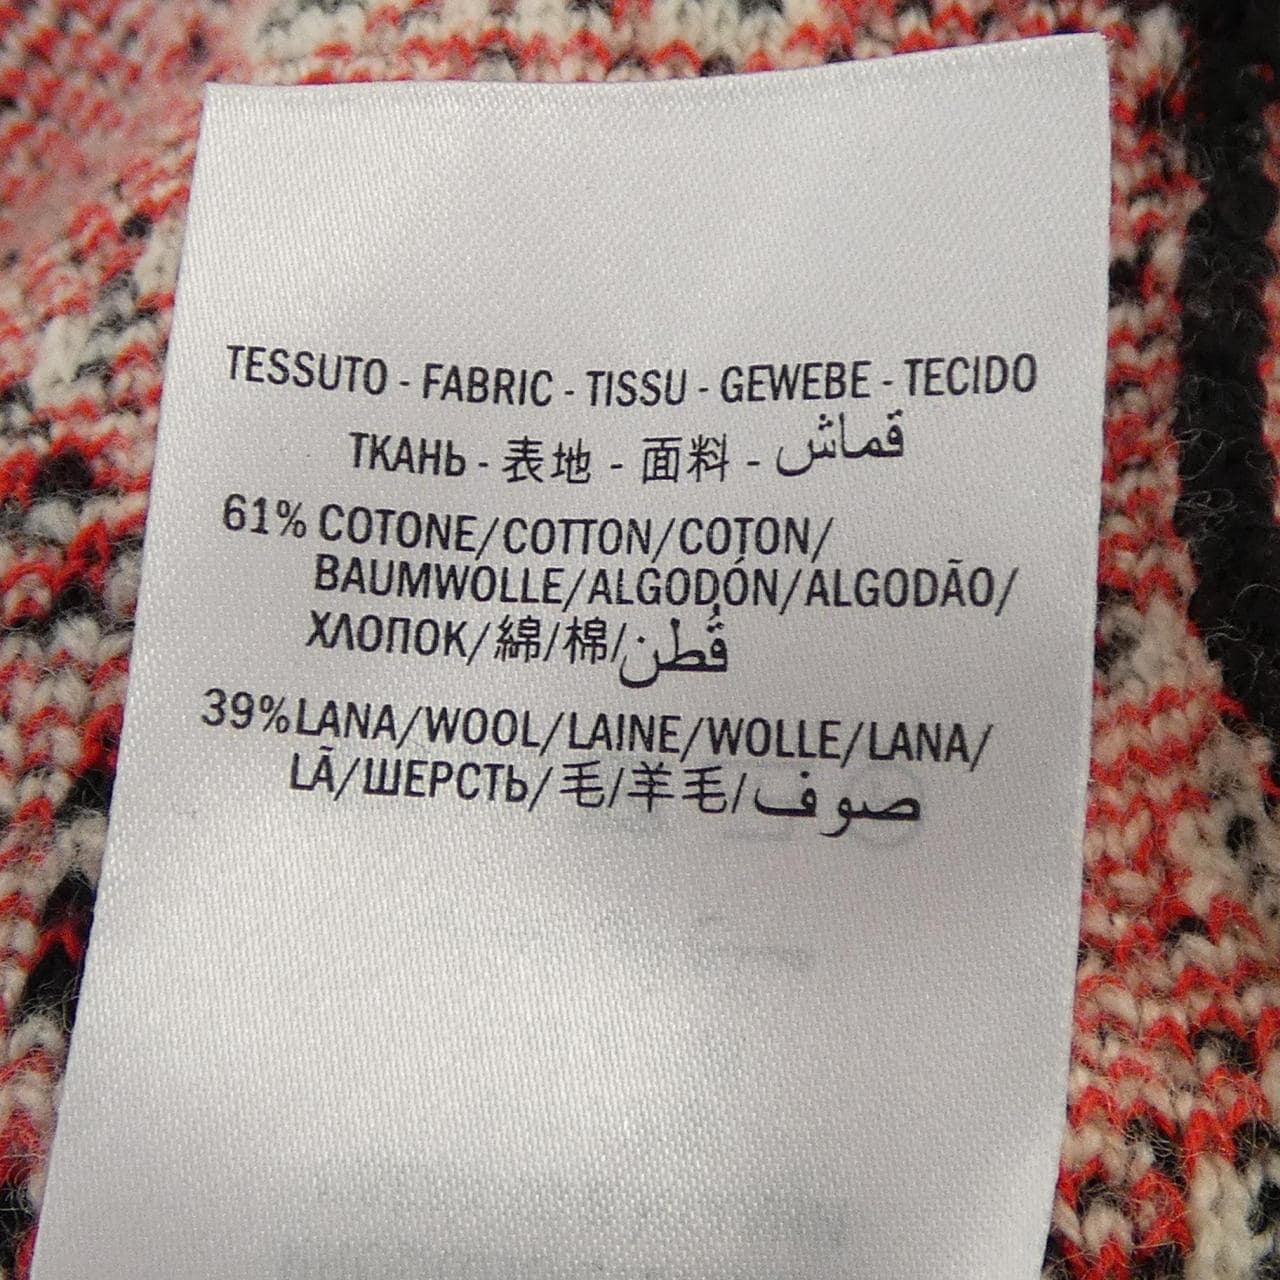 TESSUTO - FABRIC - TISSU - GEWEBE - TECIDO
ТКАНЬ - 表地 - 面料 - قماش
61% COTONE/COTTON/COTON/
BAUMWOLLE/ALGODÓN/ALGODÃO/
ХЛОПОК/綿/棉/قُطن
39% LANA/WOOL/LAINE/WOLLE/LANA/
LÃ/ШЕРСТЬ/毛/羊毛/صوف